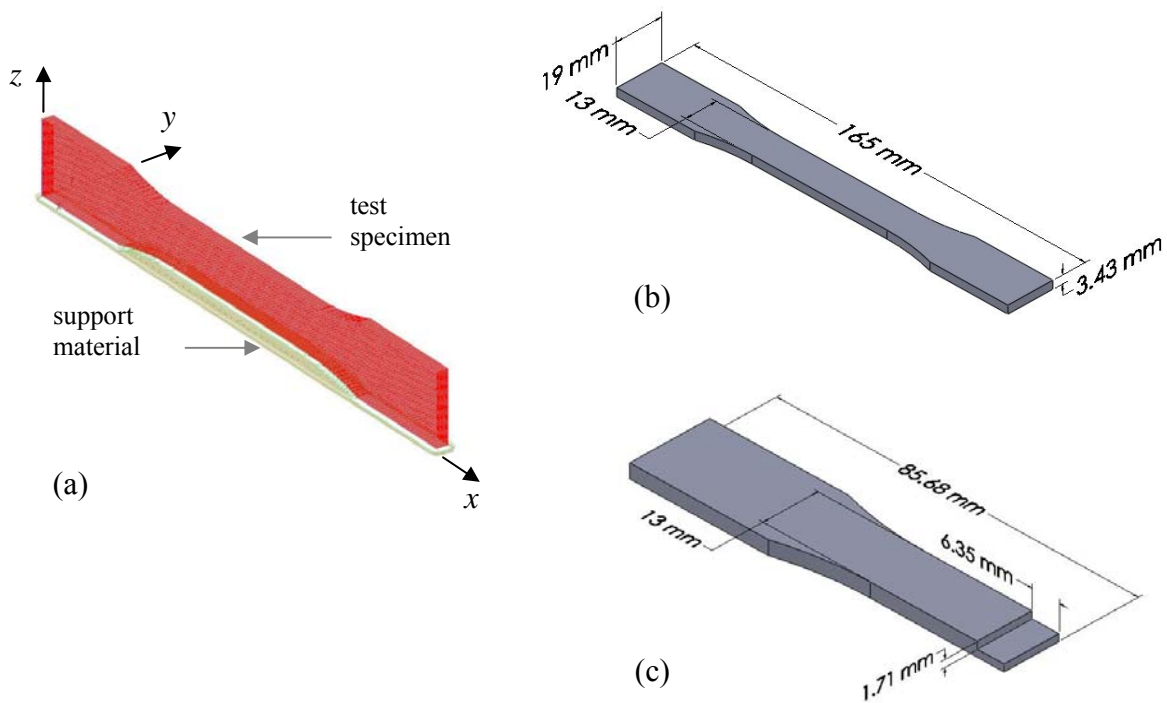 z
y
test
specimen
support
material
(a)
x
19 mm
13 mm
165 mm
3.43 mm
(b)
85.68 mm
13 mm
6.35 mm
1.71 mm
(c)